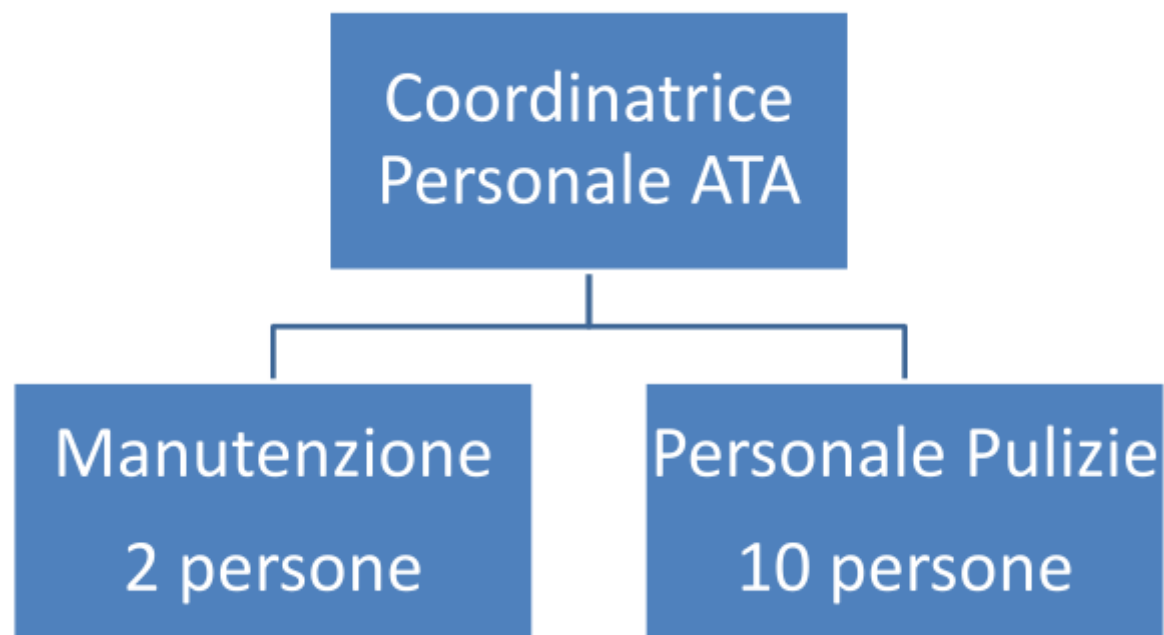 Coordinatrice
Personale ATA
Manutenzione
2 persone
Personale Pulizie
10 persone